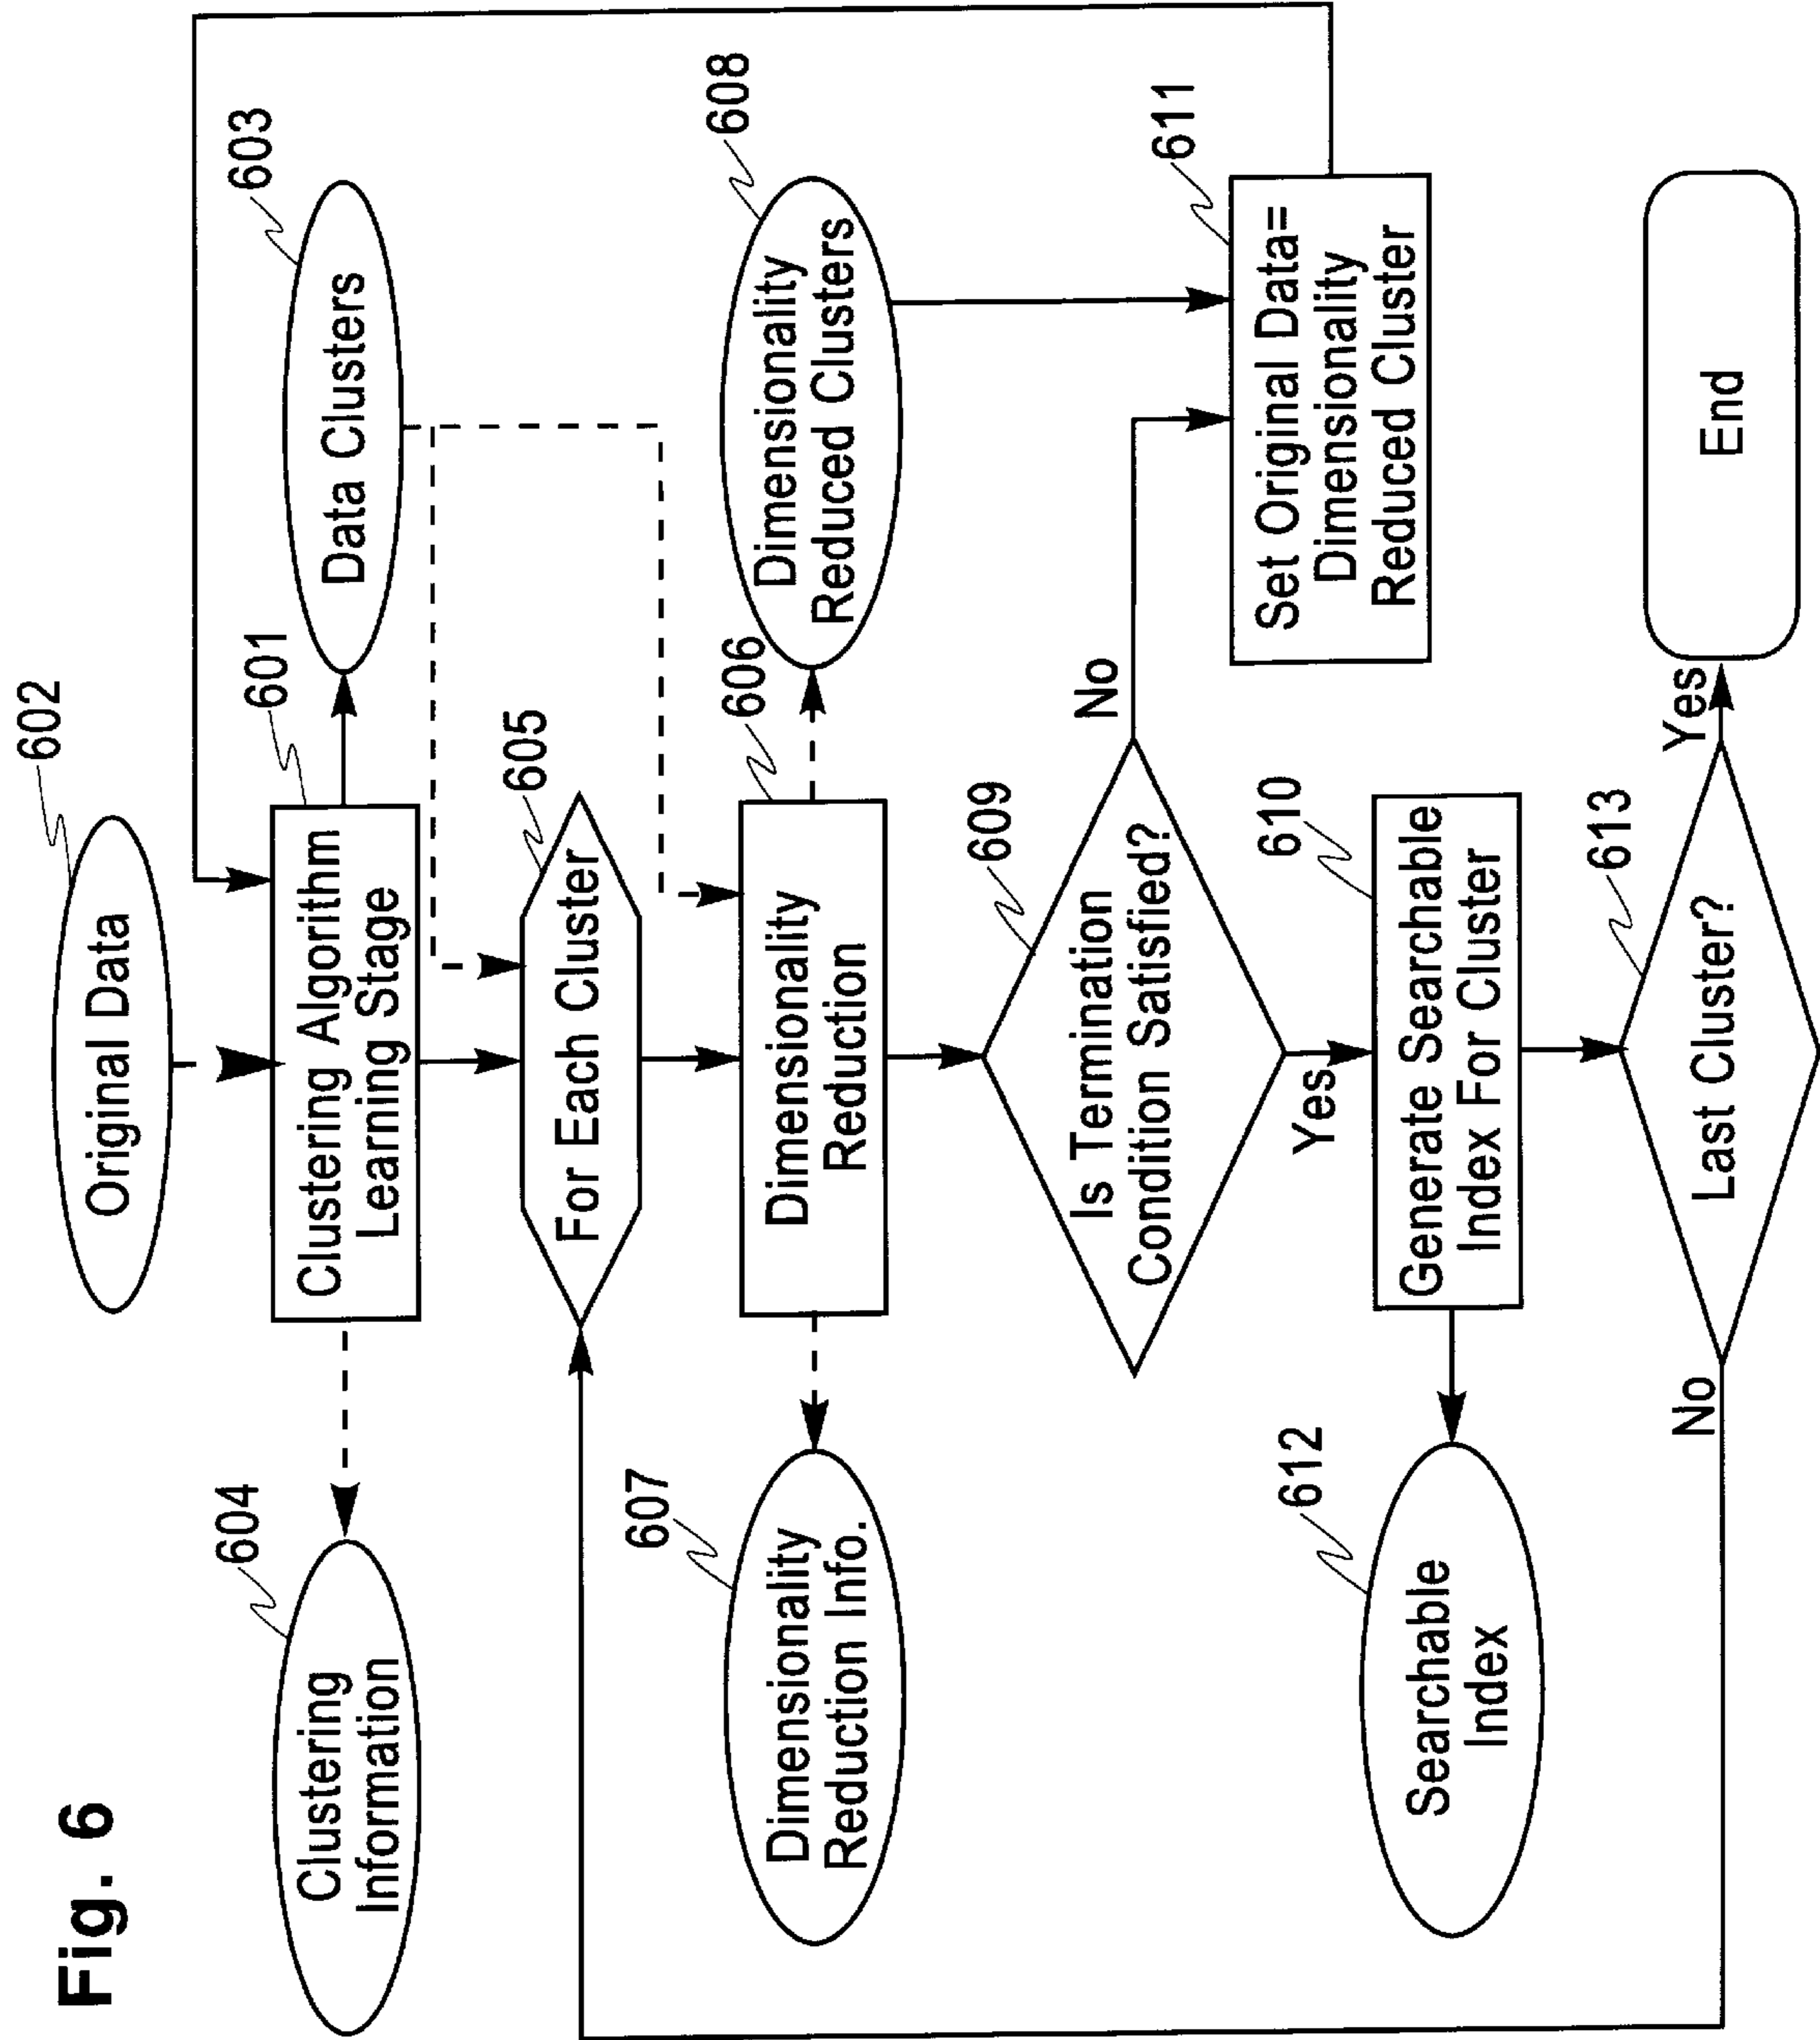 Fig. 6
602
Original Data
601
Clustering Algorithm
Learning Stage
603
Data Clusters
604
Clustering
Information
605
For Each Cluster
606
Dimensionality
Reduction
607
Dimensionality
Reduction Info.
608
Dimensionality
Reduced Clusters
609
Is Termination
Condition Satisfied?
No
Yes
611
Set Original Data=
Dimensionality
Reduced Cluster
610
Generate Searchable
Index For Cluster
612
Searchable
Index
613
Last Cluster?
No
Yes
End